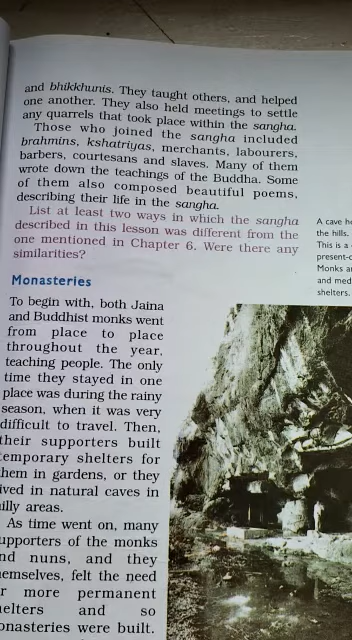 and bhikkhunis. They taught others, and helped
one another. They also held meetings to settle
any quarrels that took place within the sangha.
Those who joined the sangha included
brahmins, kshatriyas, merchants, labourers,
barbers, courtesans and slaves. Many of them
wrote down the teachings of the Buddha. Some
of them also composed beautiful poems,
describing their life in the sangha.
List at least two ways in which the sangha
described in this lesson was different from the
one mentioned in Chapter 6. Were there any
similarities?
Monasteries
To begin with, both Jaina
and Buddhist monks went
from place to place
throughout the year,
teaching people. The only
time they stayed in one
place was during the rainy
season, when it was very
difficult to travel. Then,
their supporters built
temporary shelters for
them in gardens, or they
lived in natural caves in
hilly areas.
As time went on, many
supporters of the monks
and nuns, and they
themselves, felt the need
for more permanent
shelters and so
monasteries were built.
A cave
the hills.
This is a
present-
Monks
and
shelters.